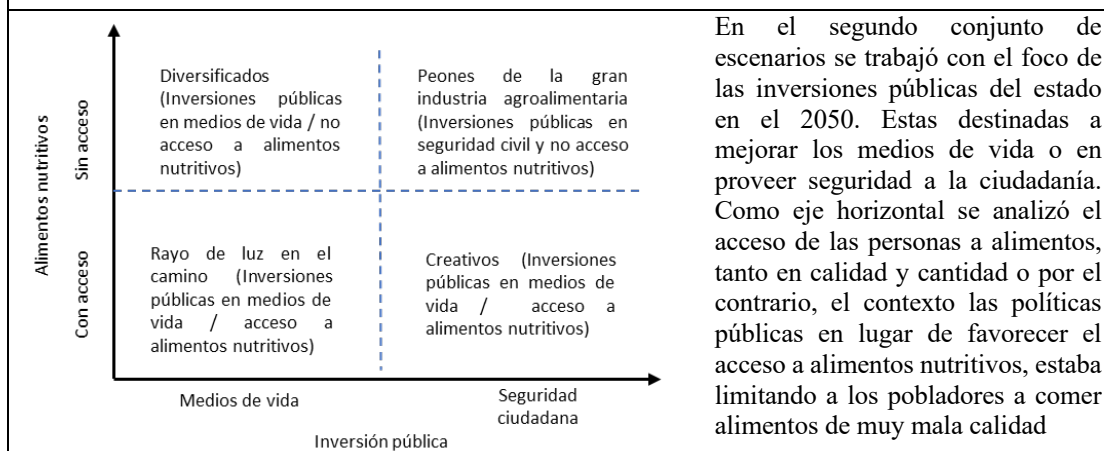 Alimentos nutritivos
Sin acceso
Con acceso
Diversificados
(Inversiones públicas
en medios de vida / no
acceso a alimentos
nutritivos)
Peones de la gran
industria agroalimentaria
(Inversiones públicas en
seguridad civil y no acceso
a alimentos nutritivos)
Rayo de luz en el
camino (Inversiones
públicas en medios de
vida / acceso a
alimentos nutritivos)
Creativos (Inversiones
públicas en medios de
vida / acceso a
alimentos nutritivos)
Medios de vida
Seguridad
ciudadana
Inversión pública
En el segundo conjunto de
escenarios se trabajó con el foco de
las inversiones públicas del estado
en el 2050. Estas destinadas a
mejorar los medios de vida o en
proveer seguridad a la ciudadanía.
Como eje horizontal se analizó el
acceso de las personas a alimentos,
tanto en calidad y cantidad o por el
contrario, el contexto las políticas
públicas en lugar de favorecer el
acceso a alimentos nutritivos, estaba
limitando a los pobladores a comer
alimentos de muy mala calidad